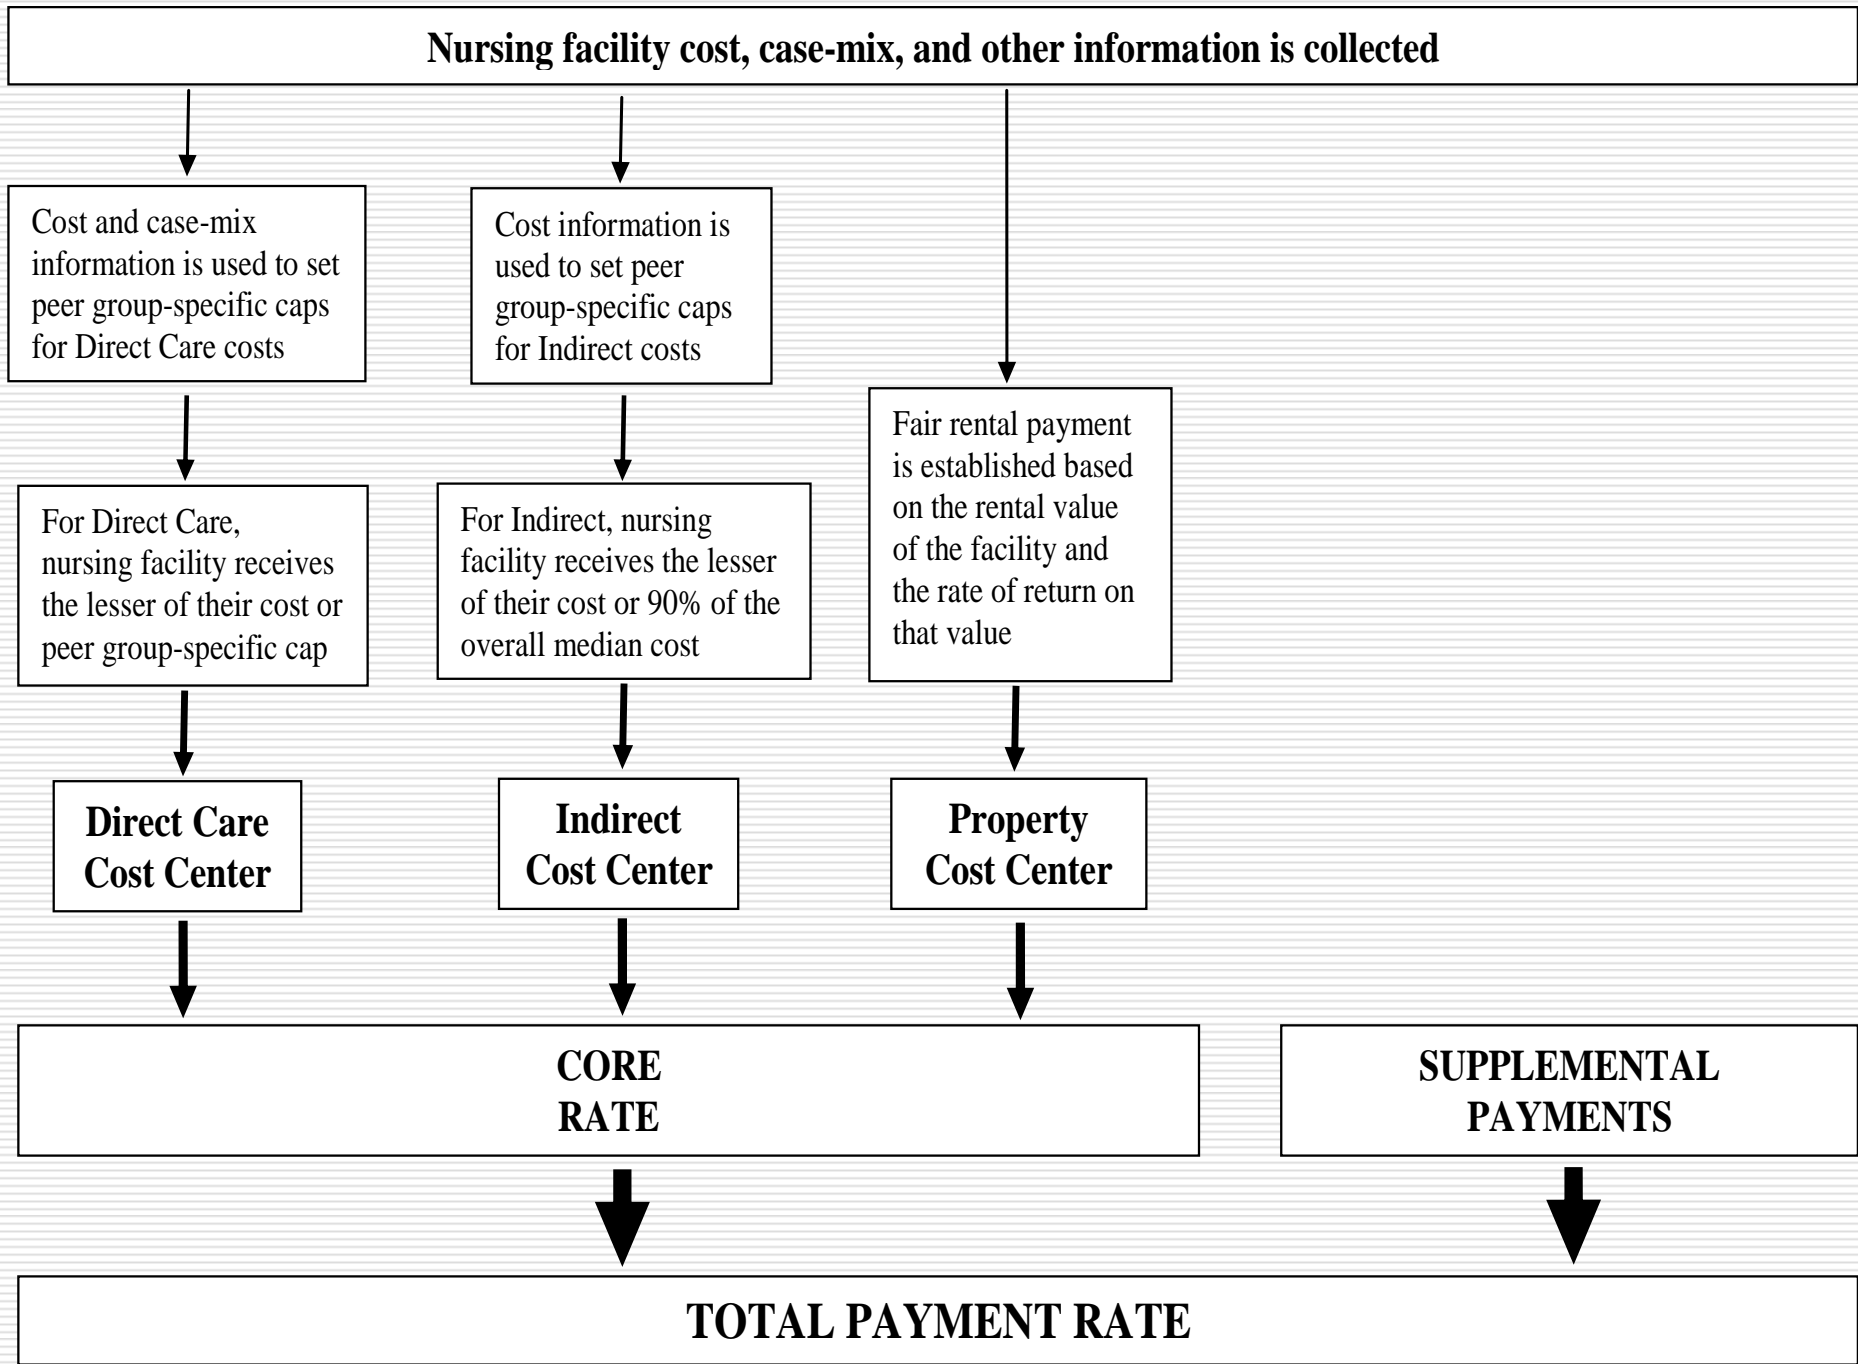 Nursing facility cost, case-mix, and other information is collected
Cost and case-mix
information is used to set
peer group-specific caps
for Direct Care costs
Cost information is
used to set peer
group-specific caps
for Indirect costs
Fair rental payment
is established based
on the rental value
of the facility and
the rate of return on
that value
For Direct Care,
nursing facility receives
the lesser of their cost or
peer group-specific cap
For Indirect, nursing
facility receives the lesser
of their cost or 90% of the
overall median cost
Direct Care
Cost Center
Indirect
Cost Center
Property
Cost Center
CORE
RATE
SUPPLEMENTAL
PAYMENTS
TOTAL PAYMENT RATE